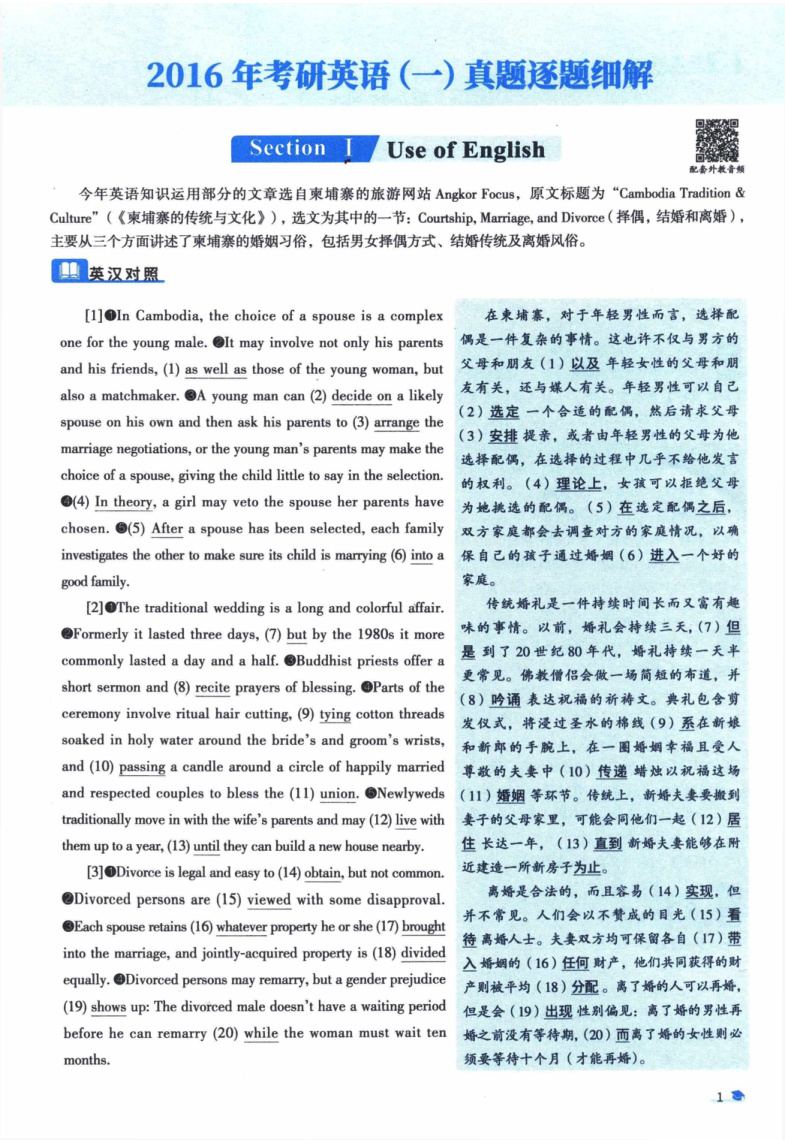 2016 年考研英语(一)真题逐题细解
Section I Use of English
配套外教音频
今年英语知识运用部分的文章选自柬埔寨的旅游网站 Angkor Focus，原文标题为“Cambodia Tradition &
Culture”(《柬埔寨的传统与文化》)，选文为其中的一节：Courtship, Marriage, and Divorce（择偶，结婚和离婚），
主要从三个方面讲述了柬埔寨的婚姻习俗，包括男女择偶方式、结婚传统及离婚风俗。
英汉对照
[1]❶In Cambodia, the choice of a spouse is a complex
one for the young male. ❷It may involve not only his parents
and his friends, (1) as well as those of the young woman, but
also a matchmaker. ❸A young man can (2) decide on a likely
spouse on his own and then ask his parents to (3) arrange the
marriage negotiations, or the young man's parents may make the
choice of a spouse, giving the child little to say in the selection.
❹(4) In theory, a girl may veto the spouse her parents have
chosen. ❺(5) After a spouse has been selected, each family
investigates the other to make sure its child is marrying (6) into a
good family.
[2]❶The traditional wedding is a long and colorful affair.
❷Formerly it lasted three days, (7) but by the 1980s it more
commonly lasted a day and a half. ❸Buddhist priests offer a
short sermon and (8) recite prayers of blessing. ❹Parts of the
ceremony involve ritual hair cutting, (9) tying cotton threads
soaked in holy water around the bride's and groom's wrists,
and (10) passing a candle around a circle of happily married
and respected couples to bless the (11) union. ❺Newlyweds
traditionally move in with the wife's parents and may (12) live with
them up to a year, (13) until they can build a new house nearby.
[3]❶Divorce is legal and easy to (14) obtain, but not common.
❷Divorced persons are (15) viewed with some disapproval.
❸Each spouse retains (16) whatever property he or she (17) brought
into the marriage, and jointly-acquired property is (18) divided
equally. ❹Divorced persons may remarry, but a gender prejudice
(19) shows up: The divorced male doesn't have a waiting period
before he can remarry (20) while the woman must wait ten
months.
在柬埔寨，对于年轻男性而言，选择配
偶是一件复杂的事情。这也许不仅与男方的
父母和朋友(1)以及 年轻女性的父母和朋
友有关，还与媒人有关。年轻男性可以自己
(2)选定 一个合适的配偶，然后请求父母
(3)安排 提亲，或者由年轻男性的父母为他
选择配偶，在选择的过程中几乎不给他发言
的权利。(4)理论上，女孩可以拒绝父母
为她挑选的配偶。(5)在选定配偶之后，
双方家庭都会去调查对方的家庭情况，以确
保自己的孩子通过婚姻(6)进入一个好的
家庭。
传统婚礼是一件持续时间长而又富有趣
味的事情。以前，婚礼会持续三天，(7)但
是 到了 20 世纪 80 年代，婚礼持续一天半
更常见。佛教僧侣会做一场简短的布道，并
(8)吟诵 表达祝福的祈祷文。典礼包含剪
发仪式，将浸过圣水的棉线(9)系在新娘
和新郎的手腕上，在一圈婚姻幸福且受人
尊敬的夫妻中(10)传递 蜡烛以祝福这场
(11)婚姻 等环节。传统上，新婚夫妻要搬到
妻子的父母家里，可能会同他们一起(12)居
住 长达一年，(13)直到 新婚夫妻能够在附
近建造一所新房子为止。
离婚是合法的，而且容易(14)实现，但
并不常见。人们会以不赞成的目光(15)看
待 离婚人士。夫妻双方均可保留各自(17)带
入 婚姻的(16)任何 财产，他们共同获得的财
产则被平均(18)分配。离了婚的人可以再婚，
但是会(19)出现 性别偏见：离了婚的男性再
婚之前没有等待期，(20)而离了婚的女性则必
须要等待十个月(才能再婚)。
1